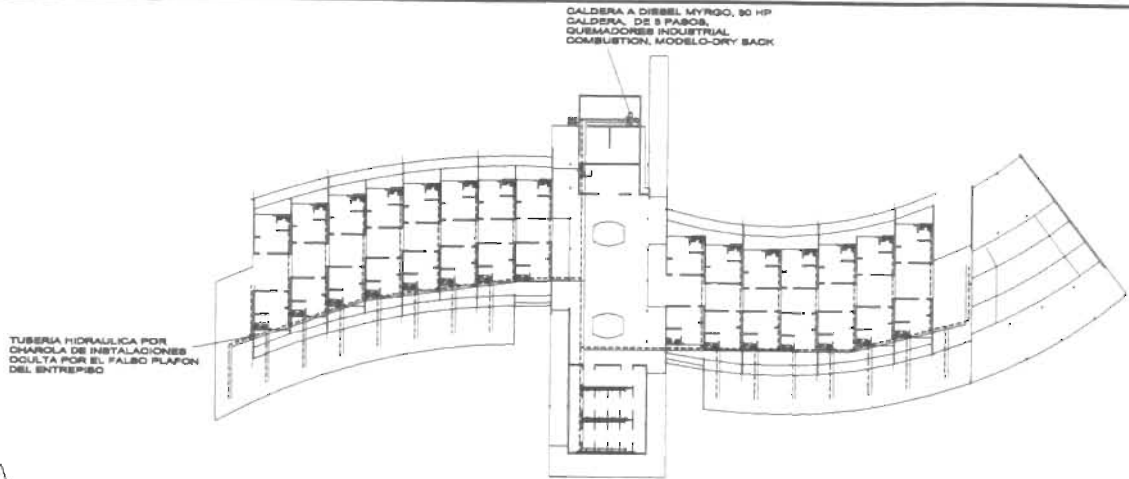 CALDERA A DIESEL MYRGO, 80 HP
CALDERA, DE 3 PASOS,
QUEMADORES INDUSTRIAL
COMBUSTION, MODELO-DRY BACK
TUBERIA HIDRAULICA POR
CHAROLA DE INSTALACIONES
OCULTA POR EL FALSO PLAFON
DEL ENTREPISO